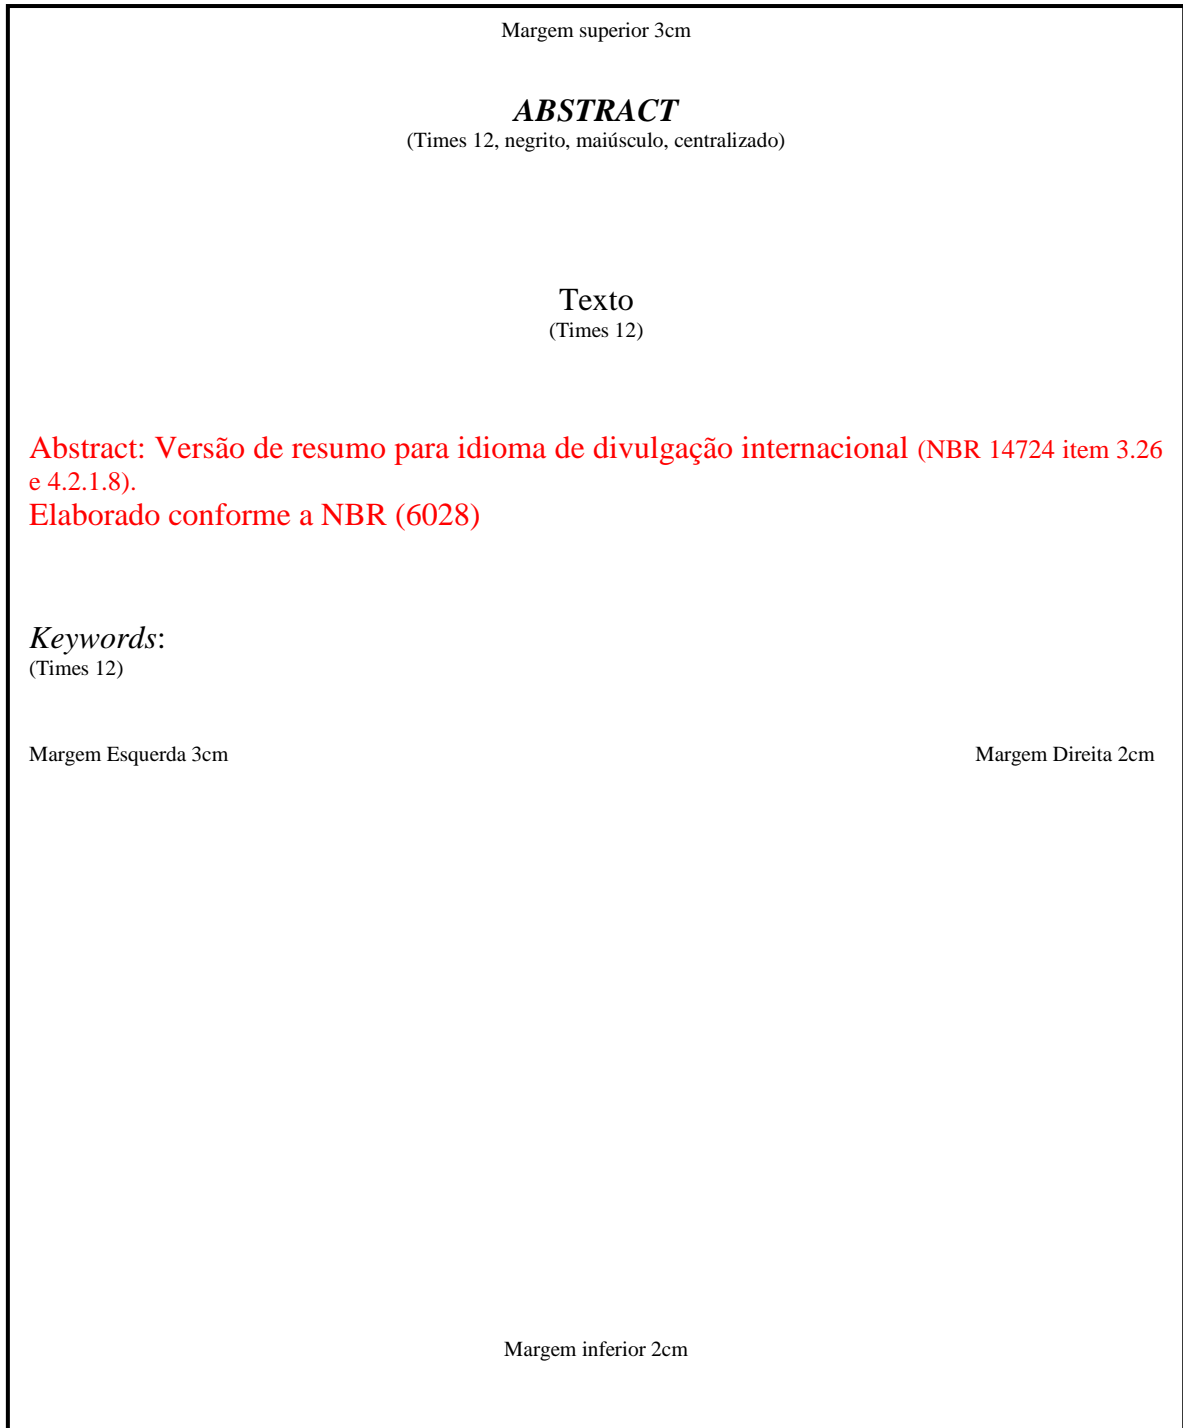 Margem superior 3cm
ABSTRACT
(Times 12, negrito, maiúsculo, centralizado)
Texto
(Times 12)
Abstract: Versão de resumo para idioma de divulgação internacional (NBR 14724 item 3.26
e 4.2.1.8).
Elaborado conforme a NBR (6028)
Keywords:
(Times 12)
Margem Esquerda 3cm Margem Direita 2cm
Margem inferior 2cm